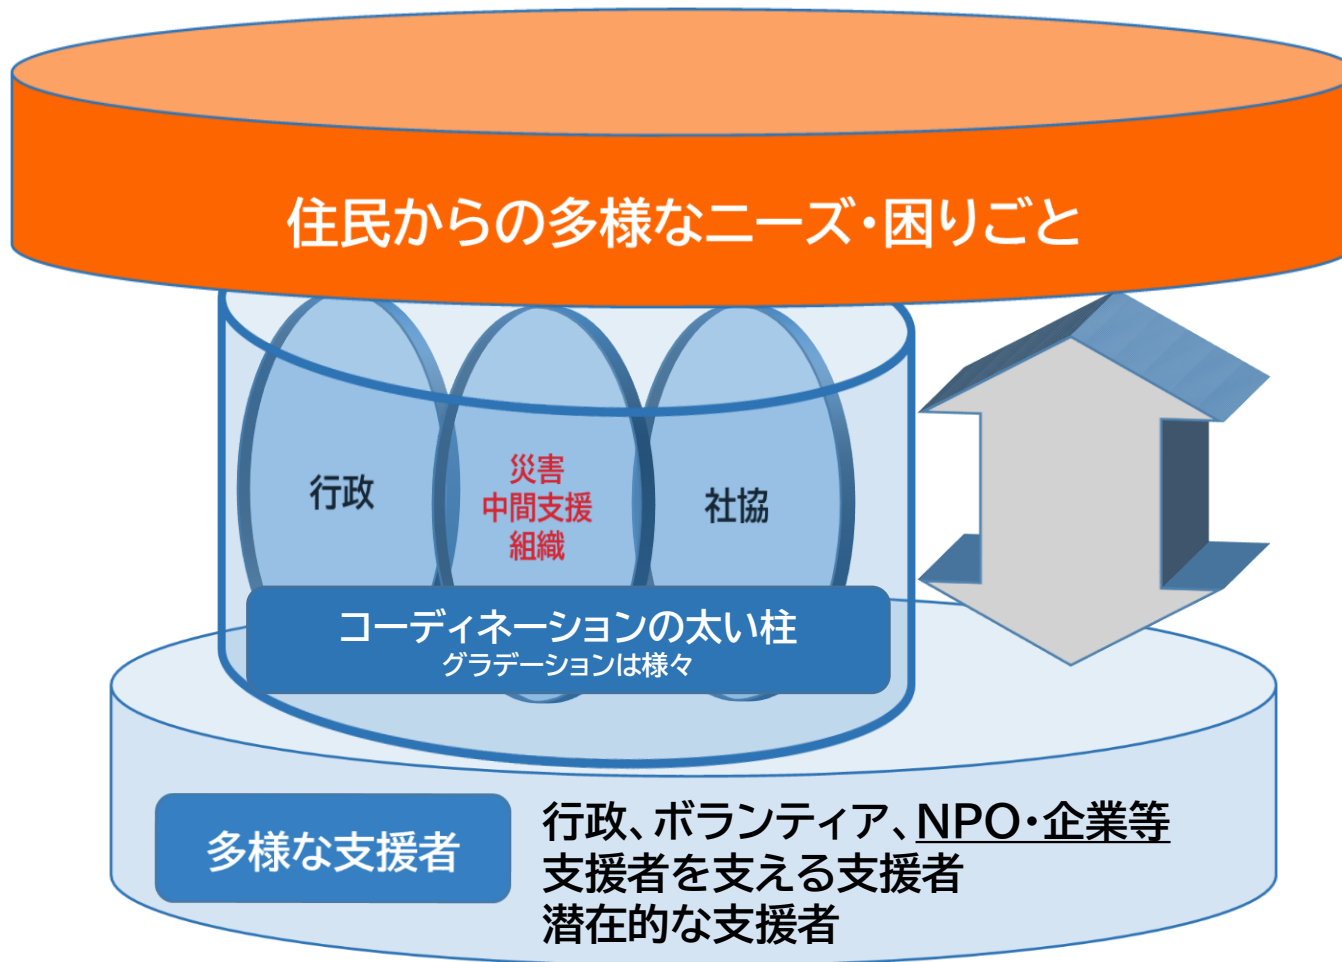 住民からの多様なニーズ・困りごと
行政
災害
中間支援
組織
社協
コーディネーションの太い柱
グラデーションは様々
多様な支援者
行政、ボランティア、NPO・企業等
支援者を支える支援者
潜在的な支援者